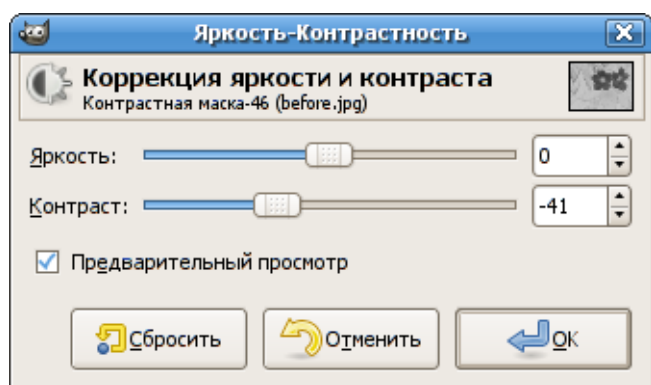 Яркость-Контрастность
Коррекция яркости и контраста
Контрастная маска-46 (before.jpg)
Яркость: 0
Контраст: -41
Предварительный просмотр
Сбросить Отменить OK